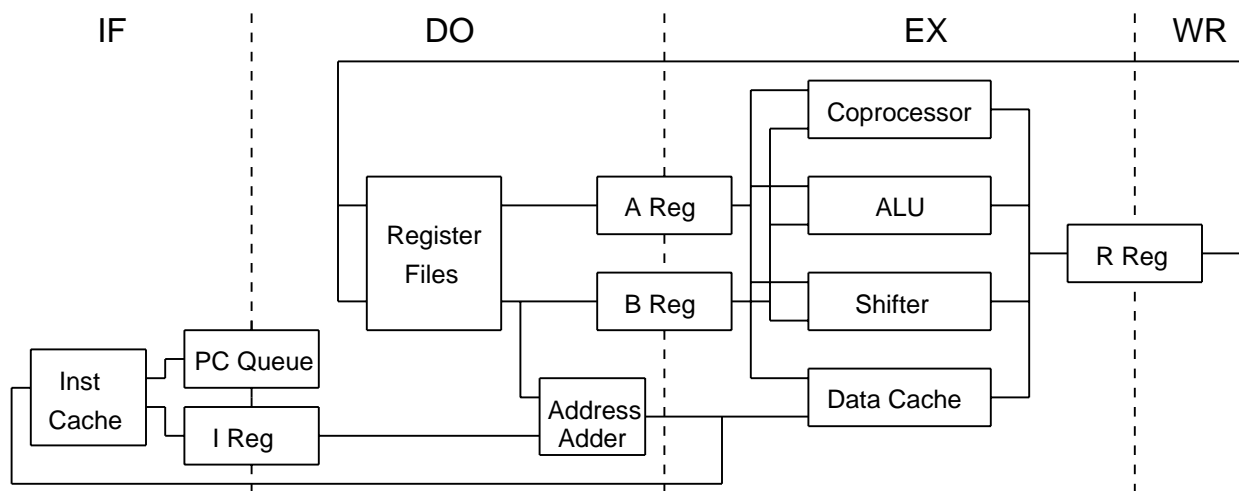 IF DO EX WR
Coprocessor
A Reg
ALU
Register
Files
R Reg
B Reg
Shifter
PC Queue
Inst
Cache
Data Cache
Address
Adder
I Reg